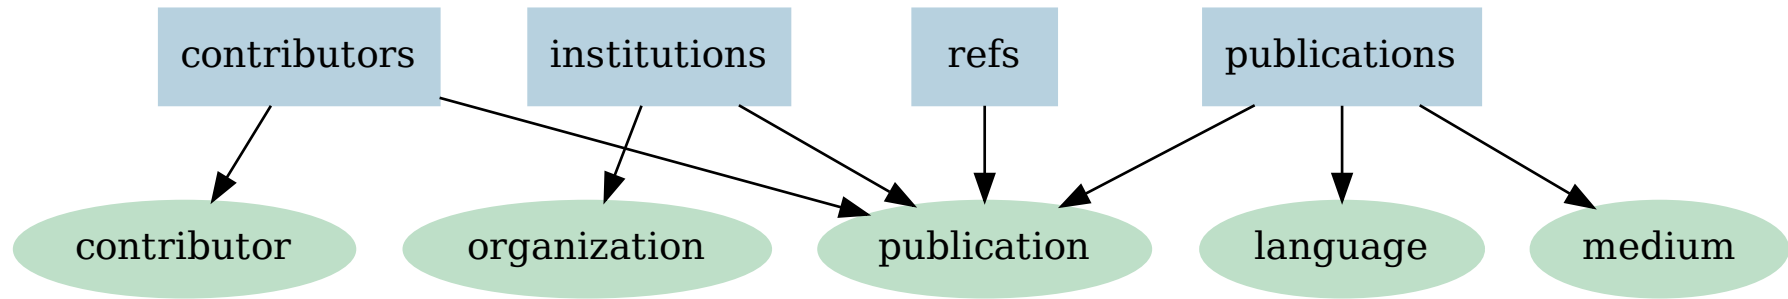 contributors
institutions
refs
publications
contributor
organization
publication
language
medium